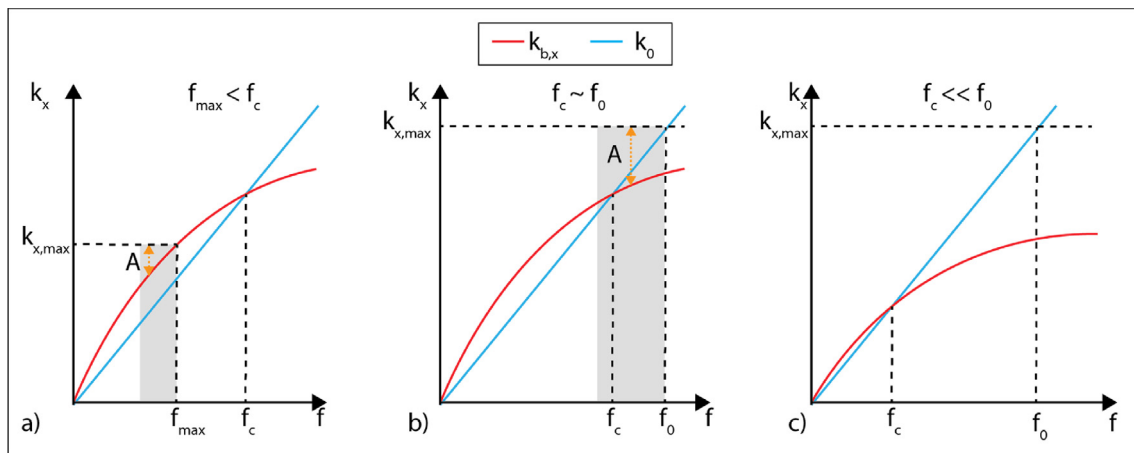 k_b,x k_0
k_x f_max < f_c
k_x,max
A
f_max f_c f
a)
k_x f_c ~ f_0
k_x,max
A
f_c f_0 f
b)
k_x f_c << f_0
k_x,max
f_c f_0 f
c)